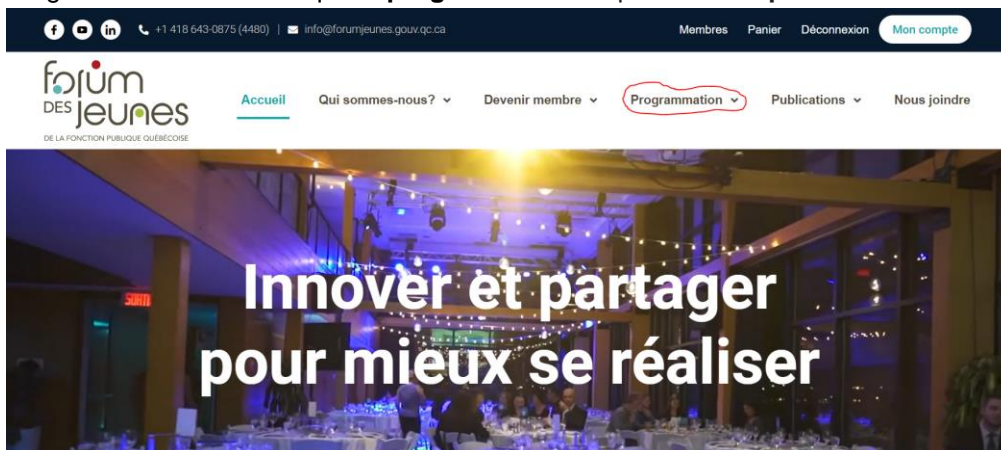 +1 418 643-0875 (4480) | info@forumjeunes.gouv.qc.ca Membres Panier Déconnexion Mon compte
forum
DES jeunes
DE LA FONCTION PUBLIQUE QUÉBÉCOISE
Accueil Qui sommes-nous? Devenir membre Programmation Publications Nous joindre
SORTIE
Innover et partager
pour mieux se réaliser